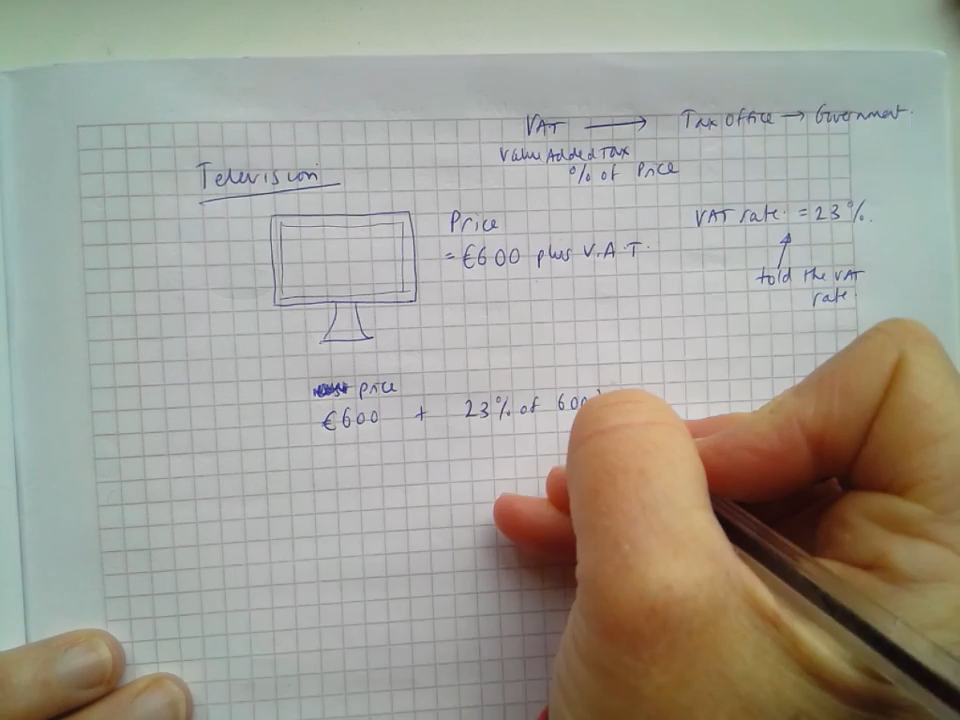 VAT → Tax Office → Government.
Value Added Tax
% of Price
Television
Price
= €600 plus V.A.T.
VAT rate. = 23%.
told the VAT
rate.
price
€600 + 23% of 600